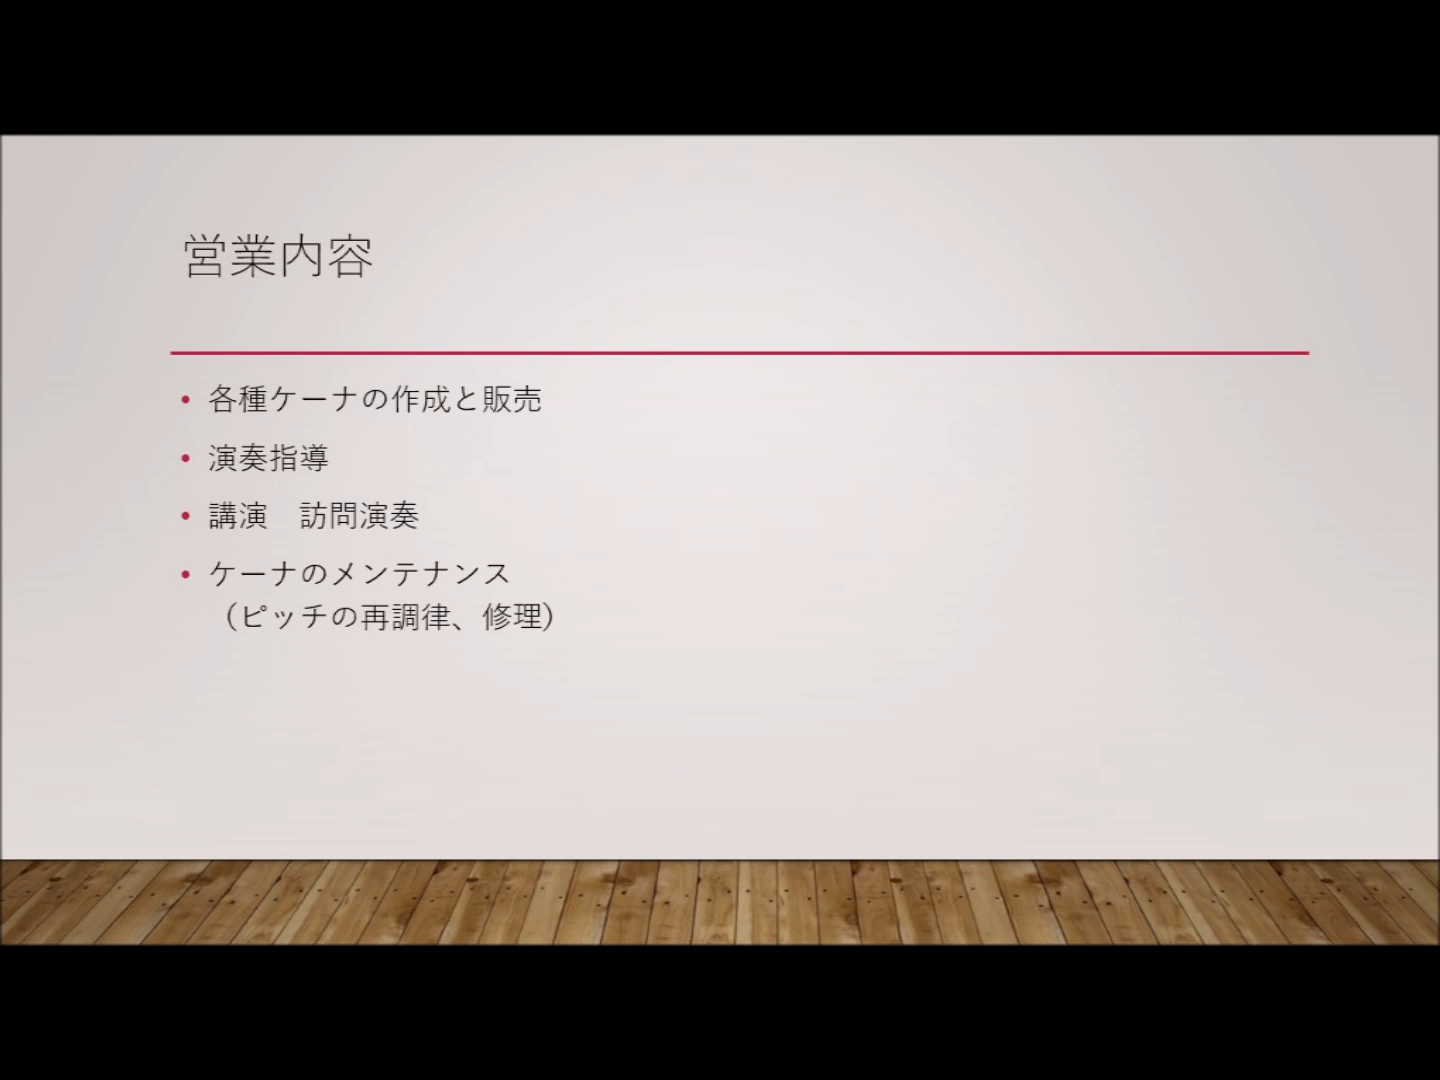 営業内容
• 各種ケーナの作成と販売
• 演奏指導
• 講演　訪問演奏
• ケーナのメンテナンス
（ピッチの再調律、修理）